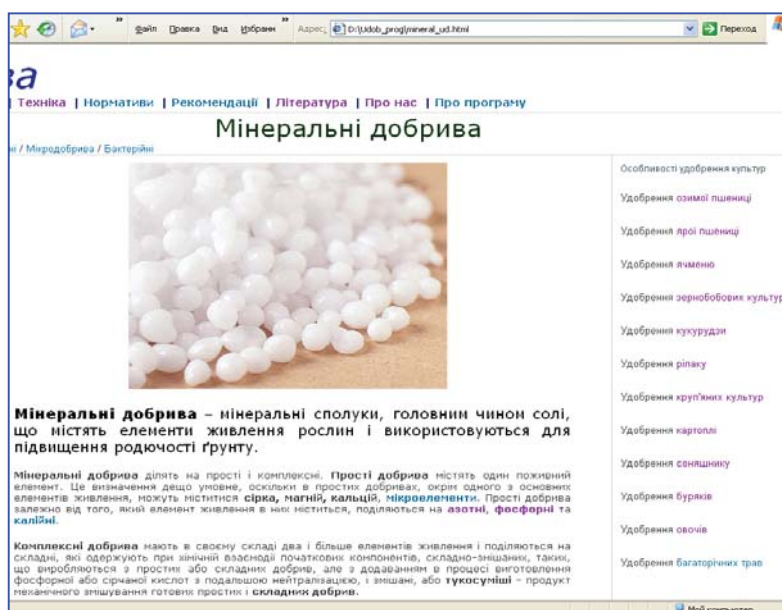 »
»
Файл Правка Вид Избранн Адрес: D:\Udob_prog\mineral_ud.html Переход
ва
| Техніка | Нормативи | Рекомендації | Література | Про нас | Про програму
Мінеральні добрива
ні / Мікродобрива / Бактерійні
Особливості удобрення культур
Удобрення озимої пшениці
Удобрення ярої пшениці
Удобрення ячменю
Удобрення зернобобових культур
Удобрення кукурудзи
Удобрення ріпаку
Удобрення круп'яних культур
Удобрення картоплі
Удобрення соняшнику
Удобрення буряків
Удобрення овочів
Удобрення багаторічних трав
Мінеральні добрива – мінеральні сполуки, головним чином солі,
що містять елементи живлення рослин і використовуються для
підвищення родючості ґрунту.
Мінеральні добрива ділять на прості і комплексні. Прості добрива містять один поживний
елемент. Це визначення дещо умовне, оскільки в простих добривах, окрім одного з основних
елементів живлення, можуть міститися сірка, магній, кальцій, мікроелементи. Прості добрива
залежно від того, який елемент живлення в них міститься, поділяються на азотні, фосфорні та
калійні.
Комплексні добрива мають в своєму складі два і більше елементів живлення і поділяються на
складні, які одержують при хімічній взаємодії початкових компонентів, складно-змішаних, таких,
що виробляються з простих або складних добрив, але з додаванням в процесі виготовлення
фосфорної або сірчаної кислот з подальшою нейтралізацією, і змішані, або тукосуміші – продукт
механічного змішування готових простих і складних добрив.
Мой компьютер